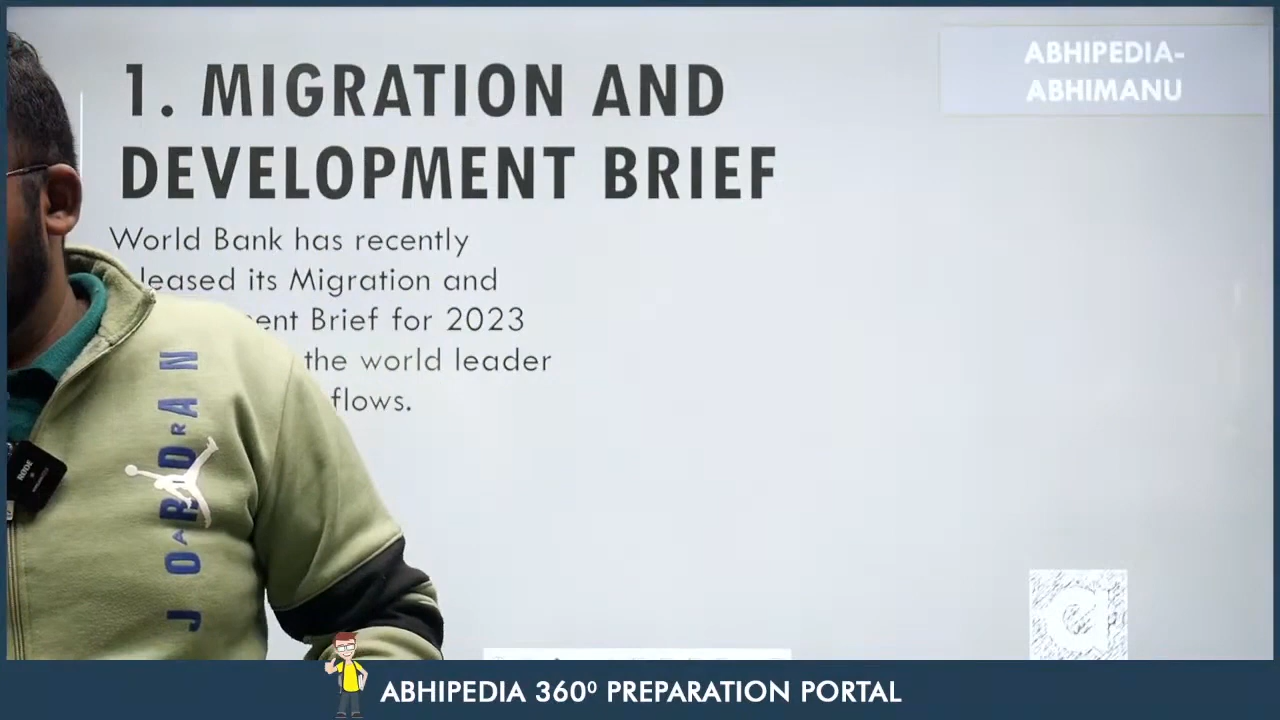 1. MIGRATION AND
DEVELOPMENT BRIEF
ABHIPEDIA-
ABHIMANU
World Bank has recently
leased its Migration and
ent Brief for 2023
the world leader
flows.
JORDAN
ABHIPEDIA 360⁰ PREPARATION PORTAL